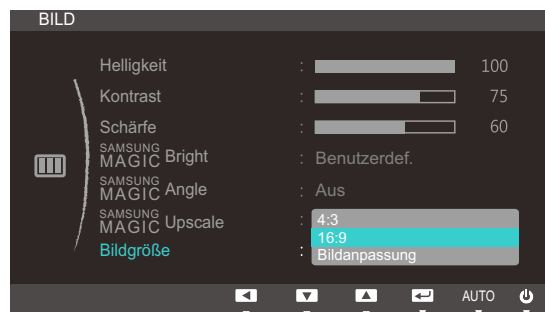 BILD
Helligkeit : 100
Kontrast : 75
Schärfe : 60
SAMSUNG MAGIC Bright : Benutzerdef.
SAMSUNG MAGIC Angle : Aus
SAMSUNG MAGIC Upscale : 4:3
16:9
Bildgröße : Bildanpassung
AUTO